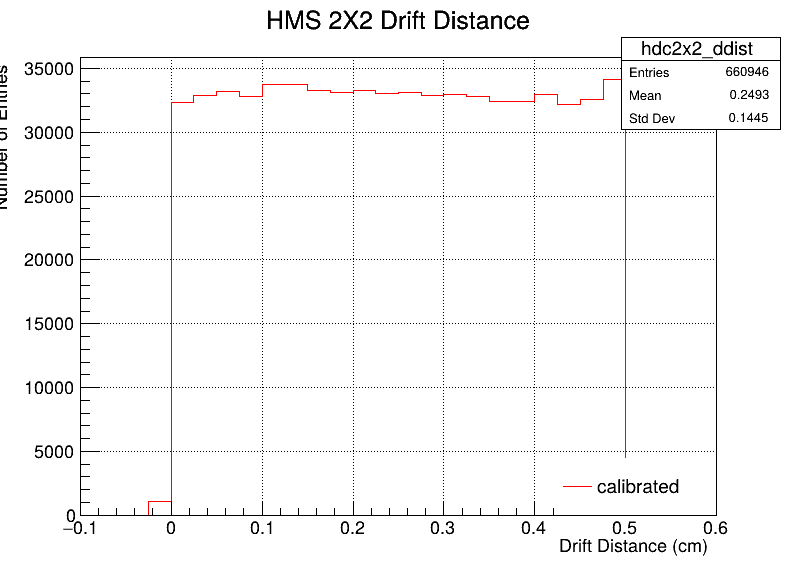 HMS 2X2 Drift Distance
hdc2x2_ddist
Entries 660946
Mean 0.2493
Std Dev 0.1445
Number of Entries
35000
30000
25000
20000
15000
10000
5000
0
calibrated
−0.1 0 0.1 0.2 0.3 0.4 0.5 0.6
Drift Distance (cm)